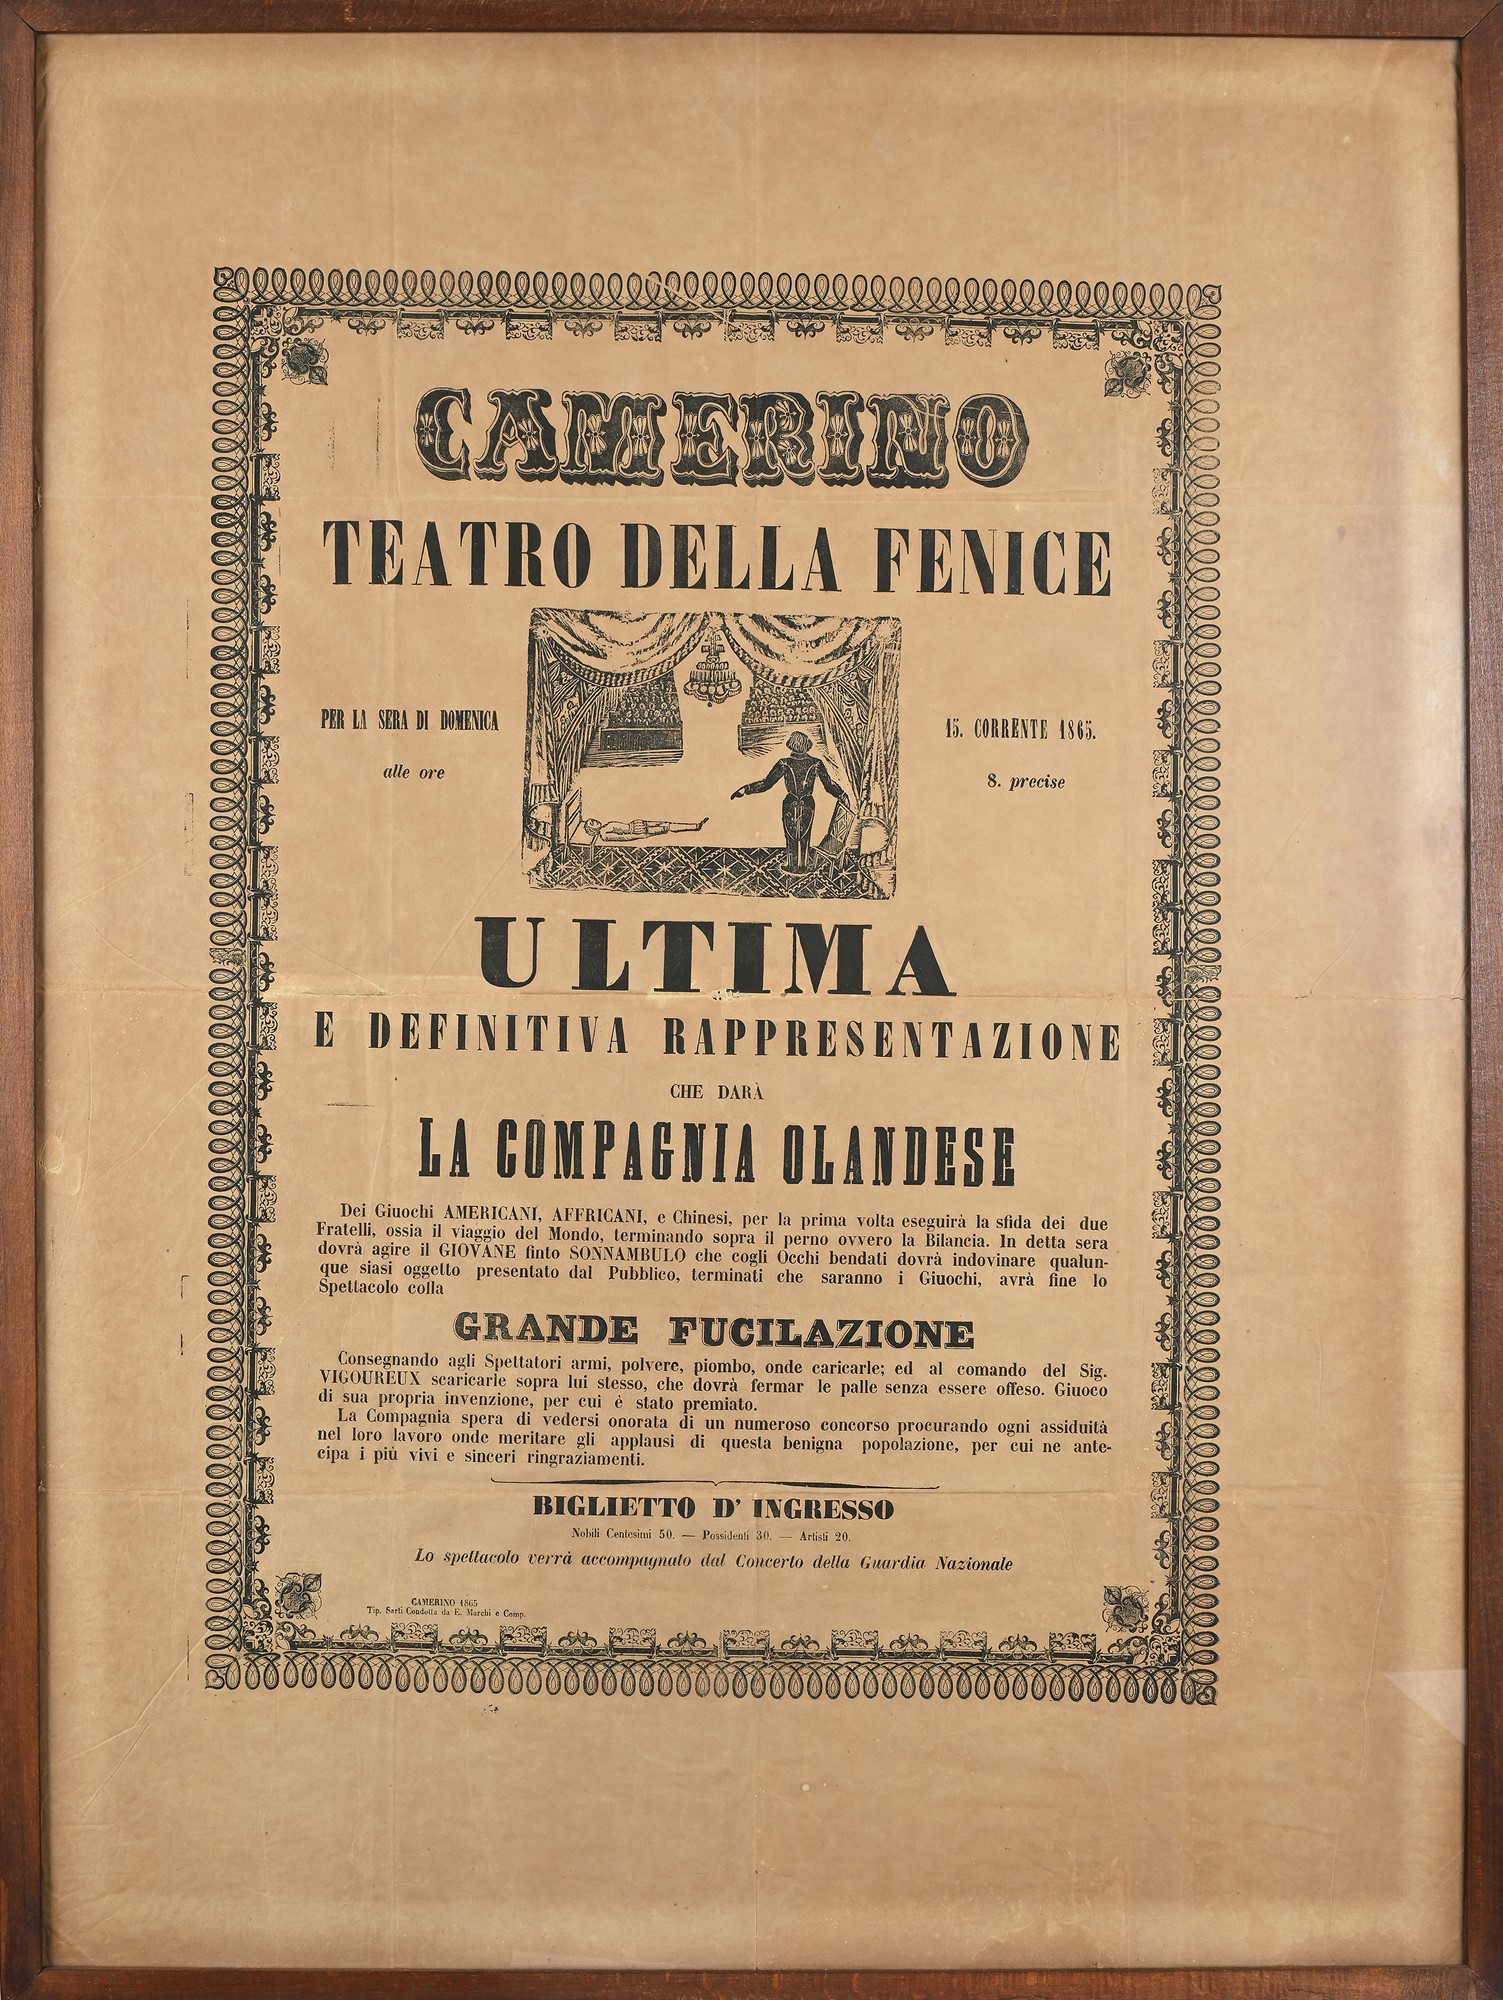 CAMERINO
TEATRO DELLA FENICE
PER LA SERA DI DOMENICA
15. CORRENTE 1865.
alle ore
8. precise
ULTIMA
E DEFINITIVA RAPPRESENTAZIONE
CHE DARÀ
LA COMPAGNIA OLANDESE
Dei Giuochi AMERICANI, AFFRICANI, e Chinesi, per la prima volta eseguirà la sfida dei due
Fratelli, ossia il viaggio del Mondo, terminando sopra il perno ovvero la Bilancia. In detta sera
dovrà agire il GIOVANE finto SONNAMBULO che cogli Occhi bendati dovrà indovinare qualun-
que siasi oggetto presentato dal Pubblico, terminati che saranno i Giuochi, avrà fine lo
Spettacolo colla
GRANDE FUCILAZIONE
Consegnando agli Spettatori armi, polvere, piombo, onde caricarle; ed al comando del Sig.
VIGOUREUX scaricarle sopra lui stesso, che dovrà fermar le palle senza essere offeso. Giuoco
di sua propria invenzione, per cui è stato premiato.
La Compagnia spera di vedersi onorata di un numeroso concorso procurando ogni assiduità
nel loro lavoro onde meritare gli applausi di questa benigna popolazione, per cui ne ante-
cipa i più vivi e sinceri ringraziamenti.
BIGLIETTO D' INGRESSO
Nobili Centesimi 50. — Possidenti 30. — Artisti 20.
Lo spettacolo verrà accompagnato dal Concerto della Guardia Nazionale
CAMERINO 1865
Tip. Sarti Condotta da E. Marchi e Comp.